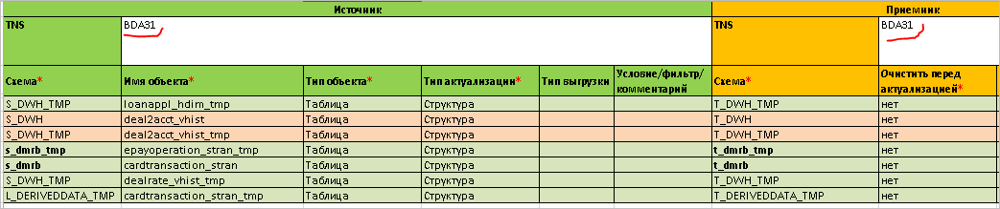 Источник Приемник
TNS BDA31 TNS BDA31
Схема* Имя объекта* Тип объекта* Тип актуализации* Тип выгрузки Условие/фильтр/комментарий Схема* Очистить перед актуализацией*
S_DWH_TMP loanappl_hdim_tmp Таблица Структура T_DWH_TMP нет
S_DWH deal2acct_vhist Таблица Структура T_DWH нет
S_DWH_TMP deal2acct_vhist_tmp Таблица Структура T_DWH_TMP нет
s_dmrb_tmp epayoperation_stran_tmp Таблица Структура t_dmrb_tmp нет
s_dmrb cardtransaction_stran Таблица Структура t_dmrb нет
S_DWH_TMP dealrate_vhist_tmp Таблица Структура T_DWH_TMP нет
L_DERIVEDDATA_TMP cardtransaction_stran_tmp Таблица Структура T_DERIVEDDATA_TMP нет